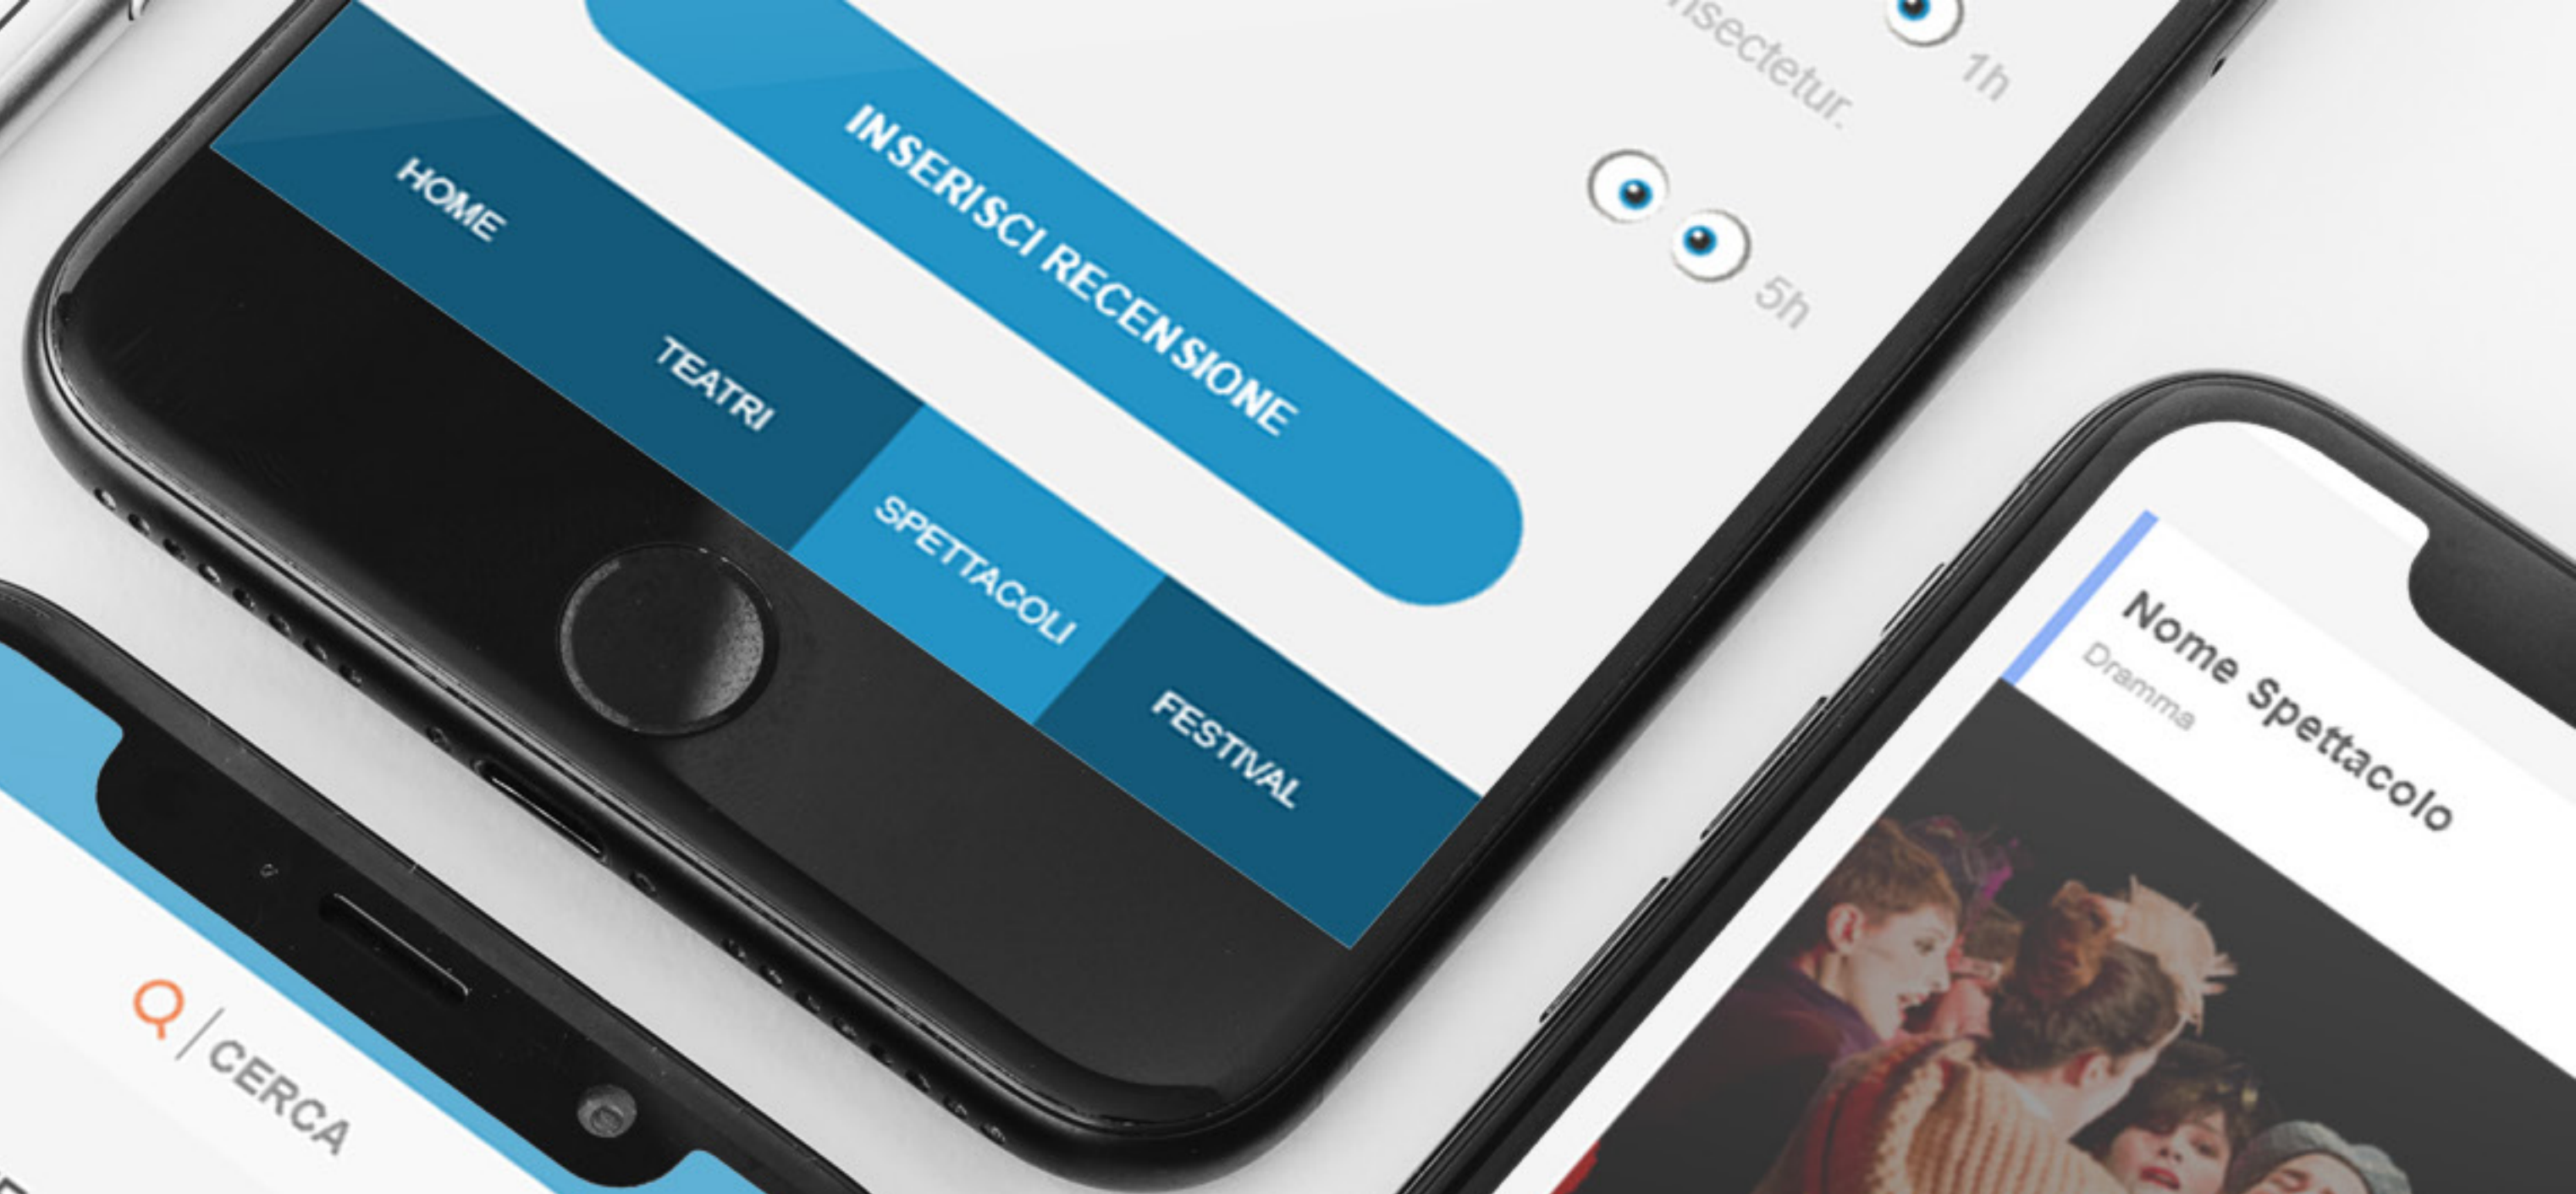 nsectetur.
1h
5h
INSERISCI RECENSIONE
HOME
TEATRI
SPETTACOLI
FESTIVAL
Nome Spettacolo
Dramma
CERCA